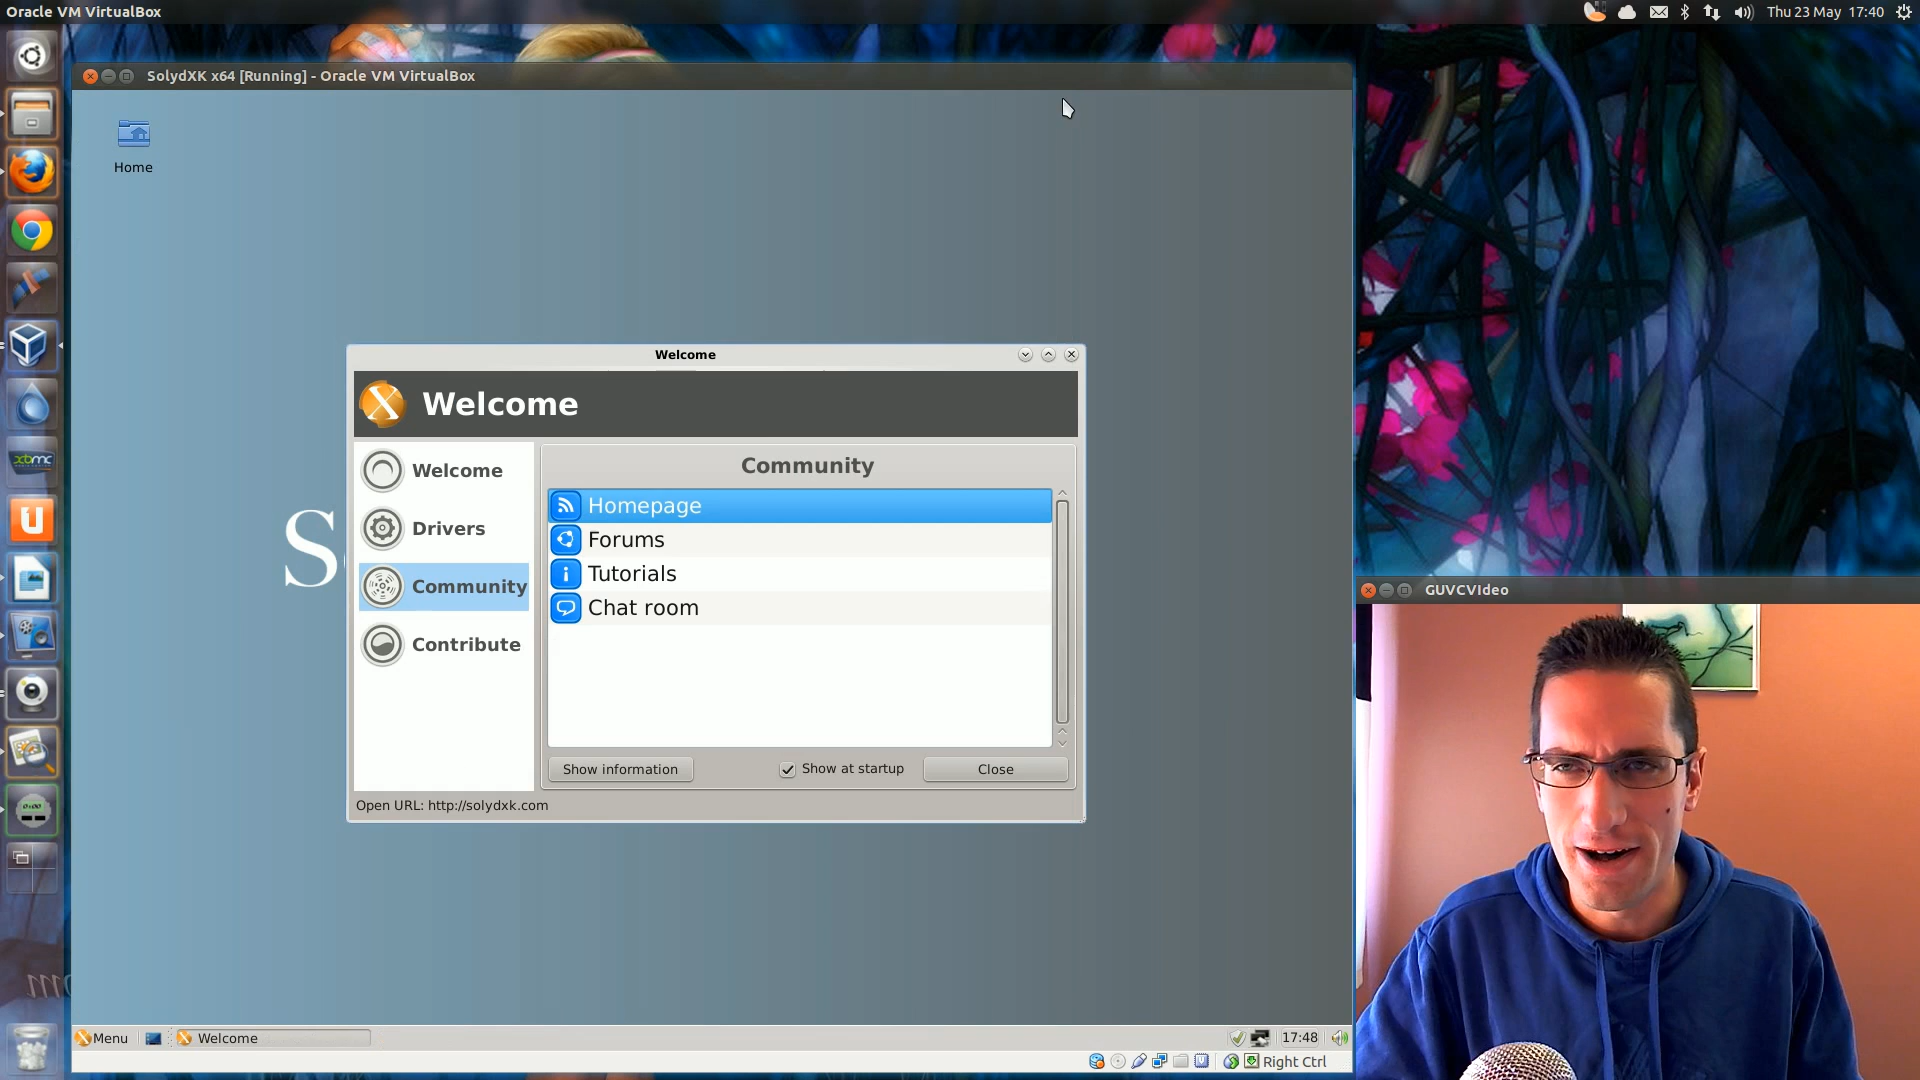 Oracle VM VirtualBox
Thu 23 May 17:40
SolydXK x64 [Running] - Oracle VM VirtualBox
Home
Welcome
Welcome
Welcome
Drivers
Community
Contribute
Community
Homepage
Forums
Tutorials
Chat room
Show information
Show at startup
Close
Open URL: http://solydxk.com
S
xbmc
GUVCVIdeo
Menu
Welcome
17:48
Right Ctrl